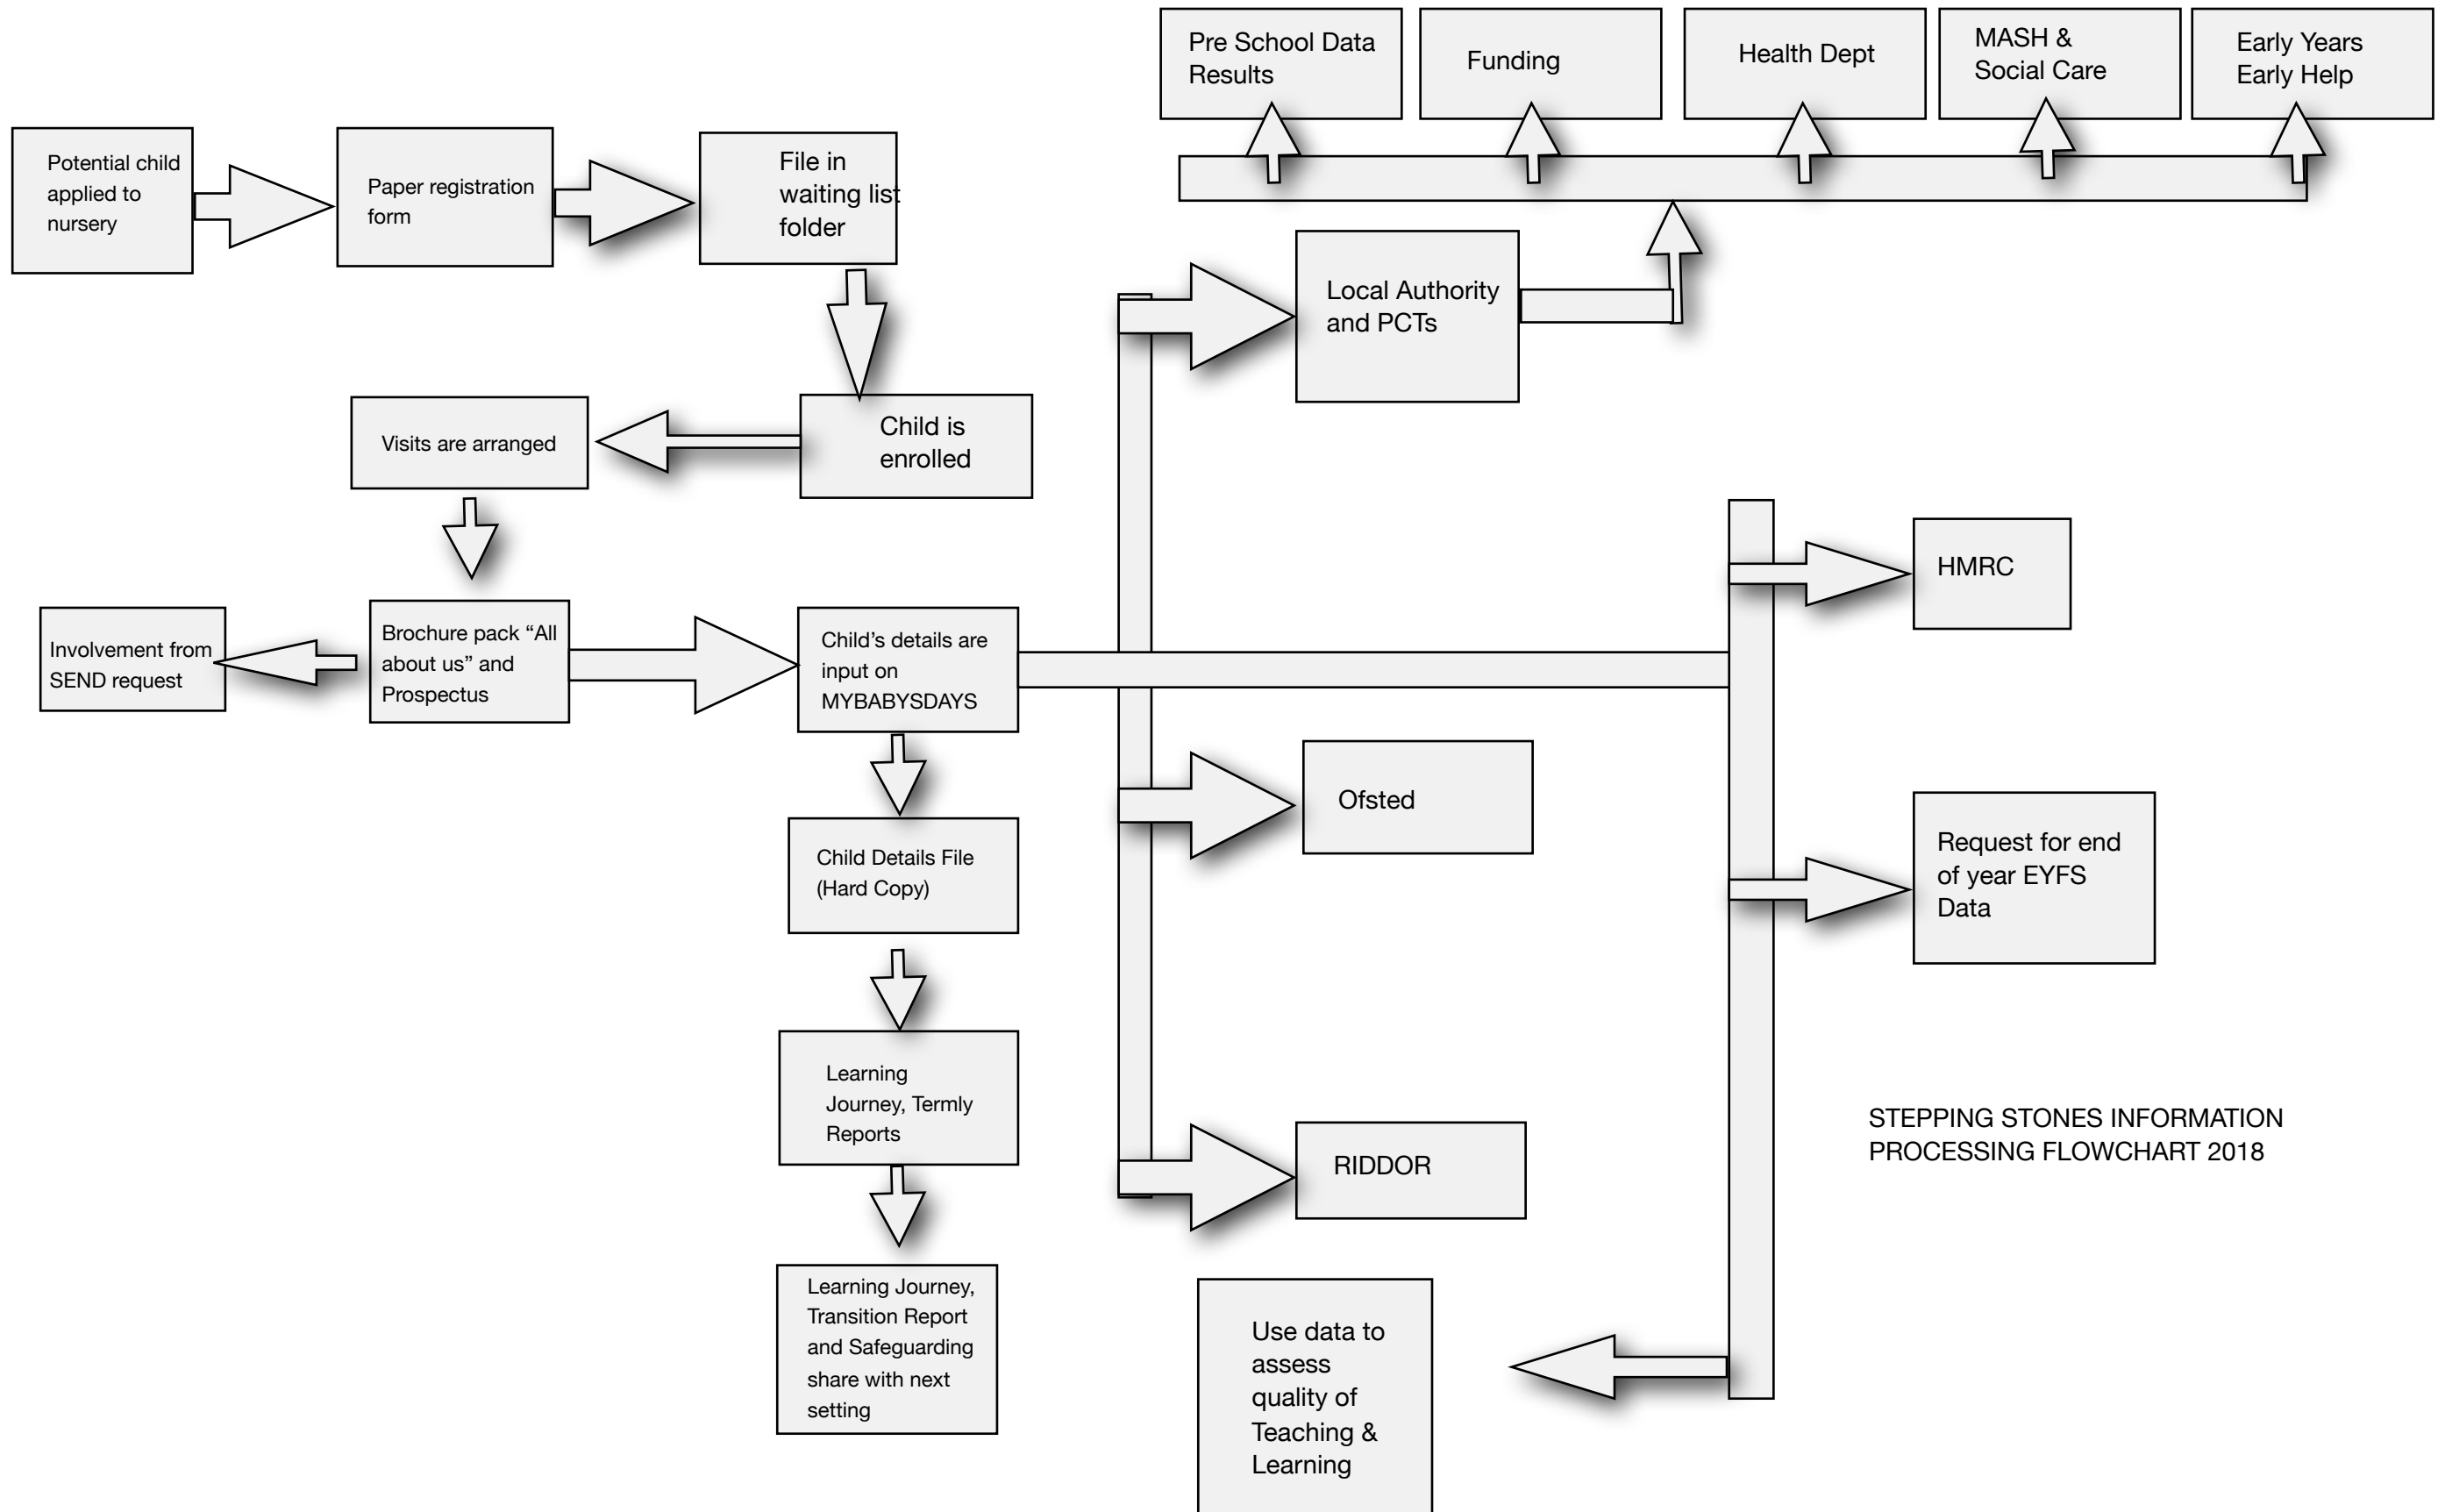 Pre School Data
Results
Funding
Health Dept
MASH &
Social Care
Early Years
Early Help
Potential child
applied to
nursery
Paper registration
form
File in
waiting list
folder
Local Authority
and PCTs
Visits are arranged
Child is
enrolled
HMRC
Involvement from
SEND request
Brochure pack “All
about us” and
Prospectus
Child’s details are
input on
MYBABYSDAYS
Ofsted
Child Details File
(Hard Copy)
Request for end
of year EYFS
Data
Learning
Journey, Termly
Reports
RIDDOR
STEPPING STONES INFORMATION
PROCESSING FLOWCHART 2018
Learning Journey,
Transition Report
and Safeguarding
share with next
setting
Use data to
assess
quality of
Teaching &
Learning